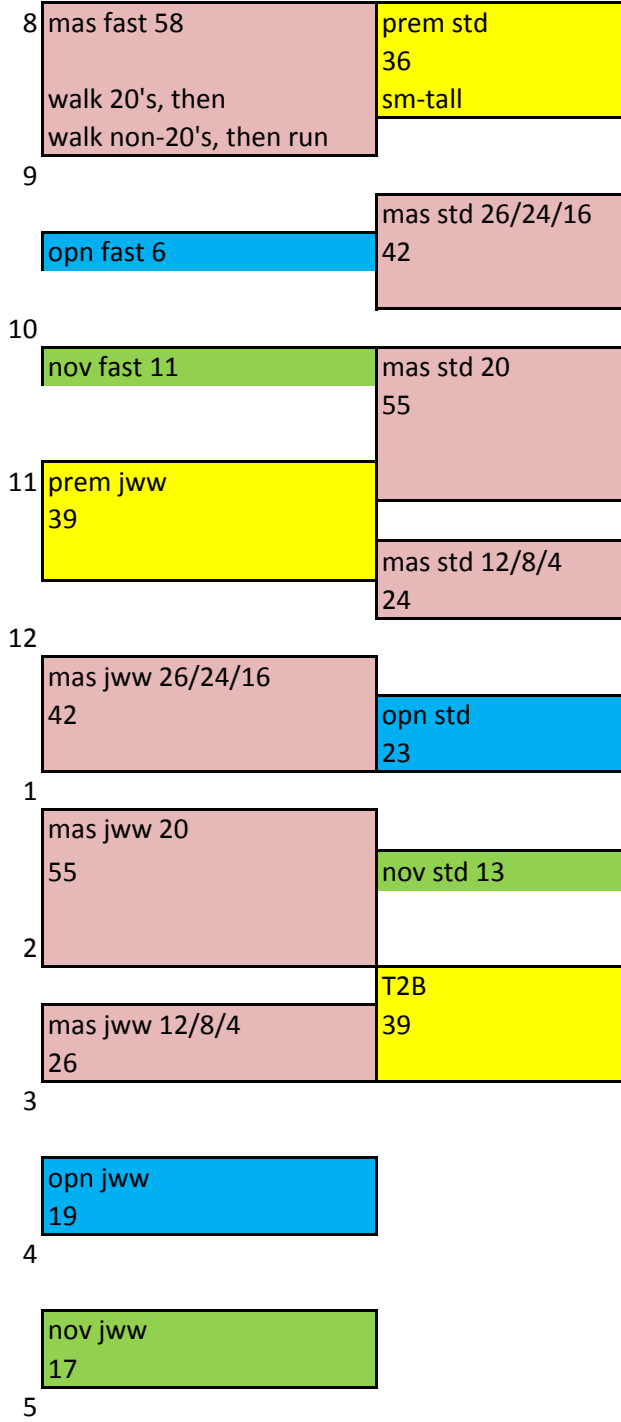 8 mas fast 58 prem std
36
walk 20's, then sm-tall
walk non-20's, then run
9
mas std 26/24/16
opn fast 6 42
10
nov fast 11 mas std 20
55
11 prem jww
39
mas std 12/8/4
24
12
mas jww 26/24/16
42 opn std
23
1
mas jww 20
55 nov std 13
2
T2B
mas jww 12/8/4 39
26
3
opn jww
19
4
nov jww
17
5